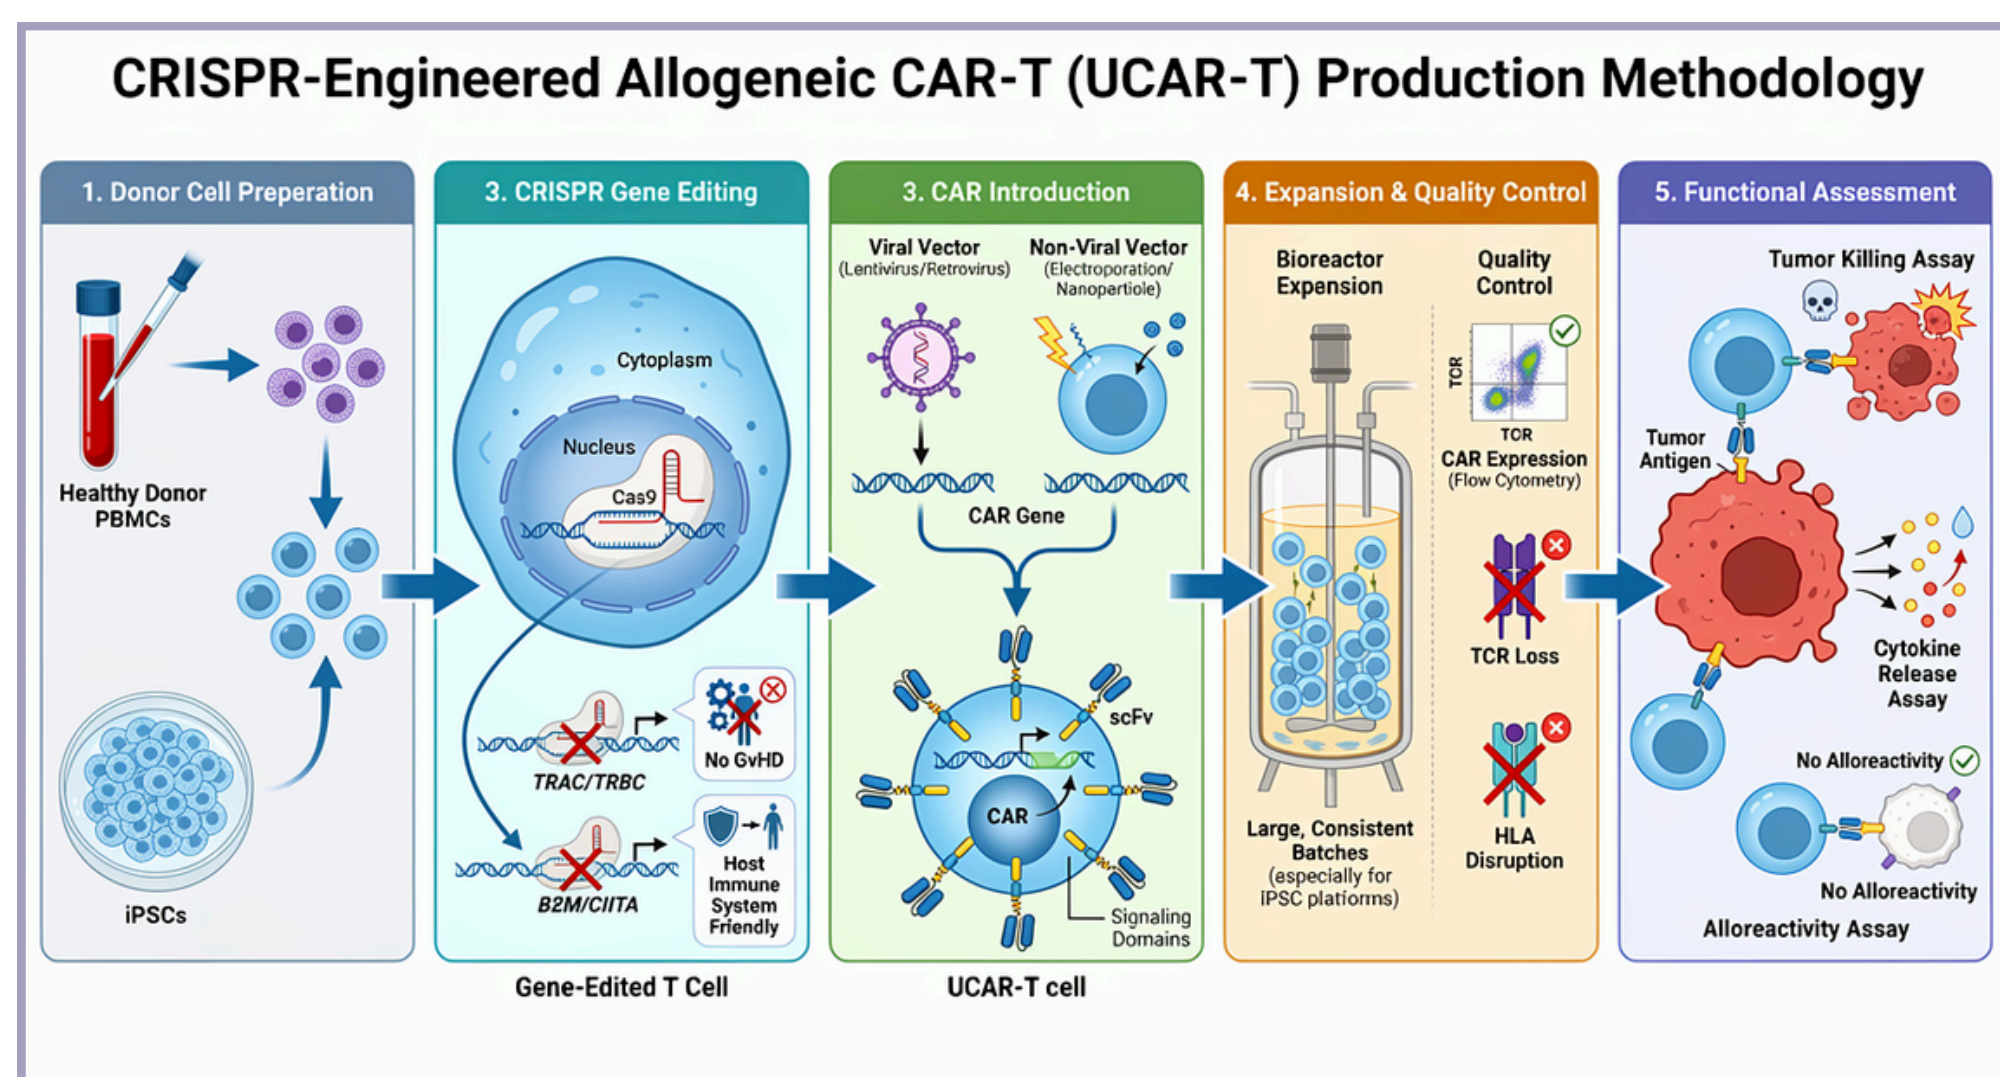 CRISPR-Engineered Allogeneic CAR-T (UCAR-T) Production Methodology
1. Donor Cell Preparation
Healthy Donor
PBMCs
iPSCs
3. CRISPR Gene Editing
Cytoplasm
Nucleus
Cas9
TRAC/TRBC
No GvHD
B2M/CIITA
Host
Immune
System
Friendly
Gene-Edited T Cell
3. CAR Introduction
Viral Vector
(Lentivirus/Retrovirus)
Non-Viral Vector
(Electroporation/
Nanopartiole)
CAR Gene
scFv
CAR
Signaling
Domains
UCAR-T cell
4. Expansion & Quality Control
Bioreactor
Expension
Large, Consistent
Batches
(especially for
iPSC platiorms)
Quality
Control
TCR
TCR
CAR Expression
(Flow Cytometry)
TCR Loss
HLA
Disruption
5. Functional Assessment
Tumor Killing Assay
Tumor
Antigen
Cytokine
Release
Assay
No Alloreactivity
No Alloreactivity
Alloreactivity Assay